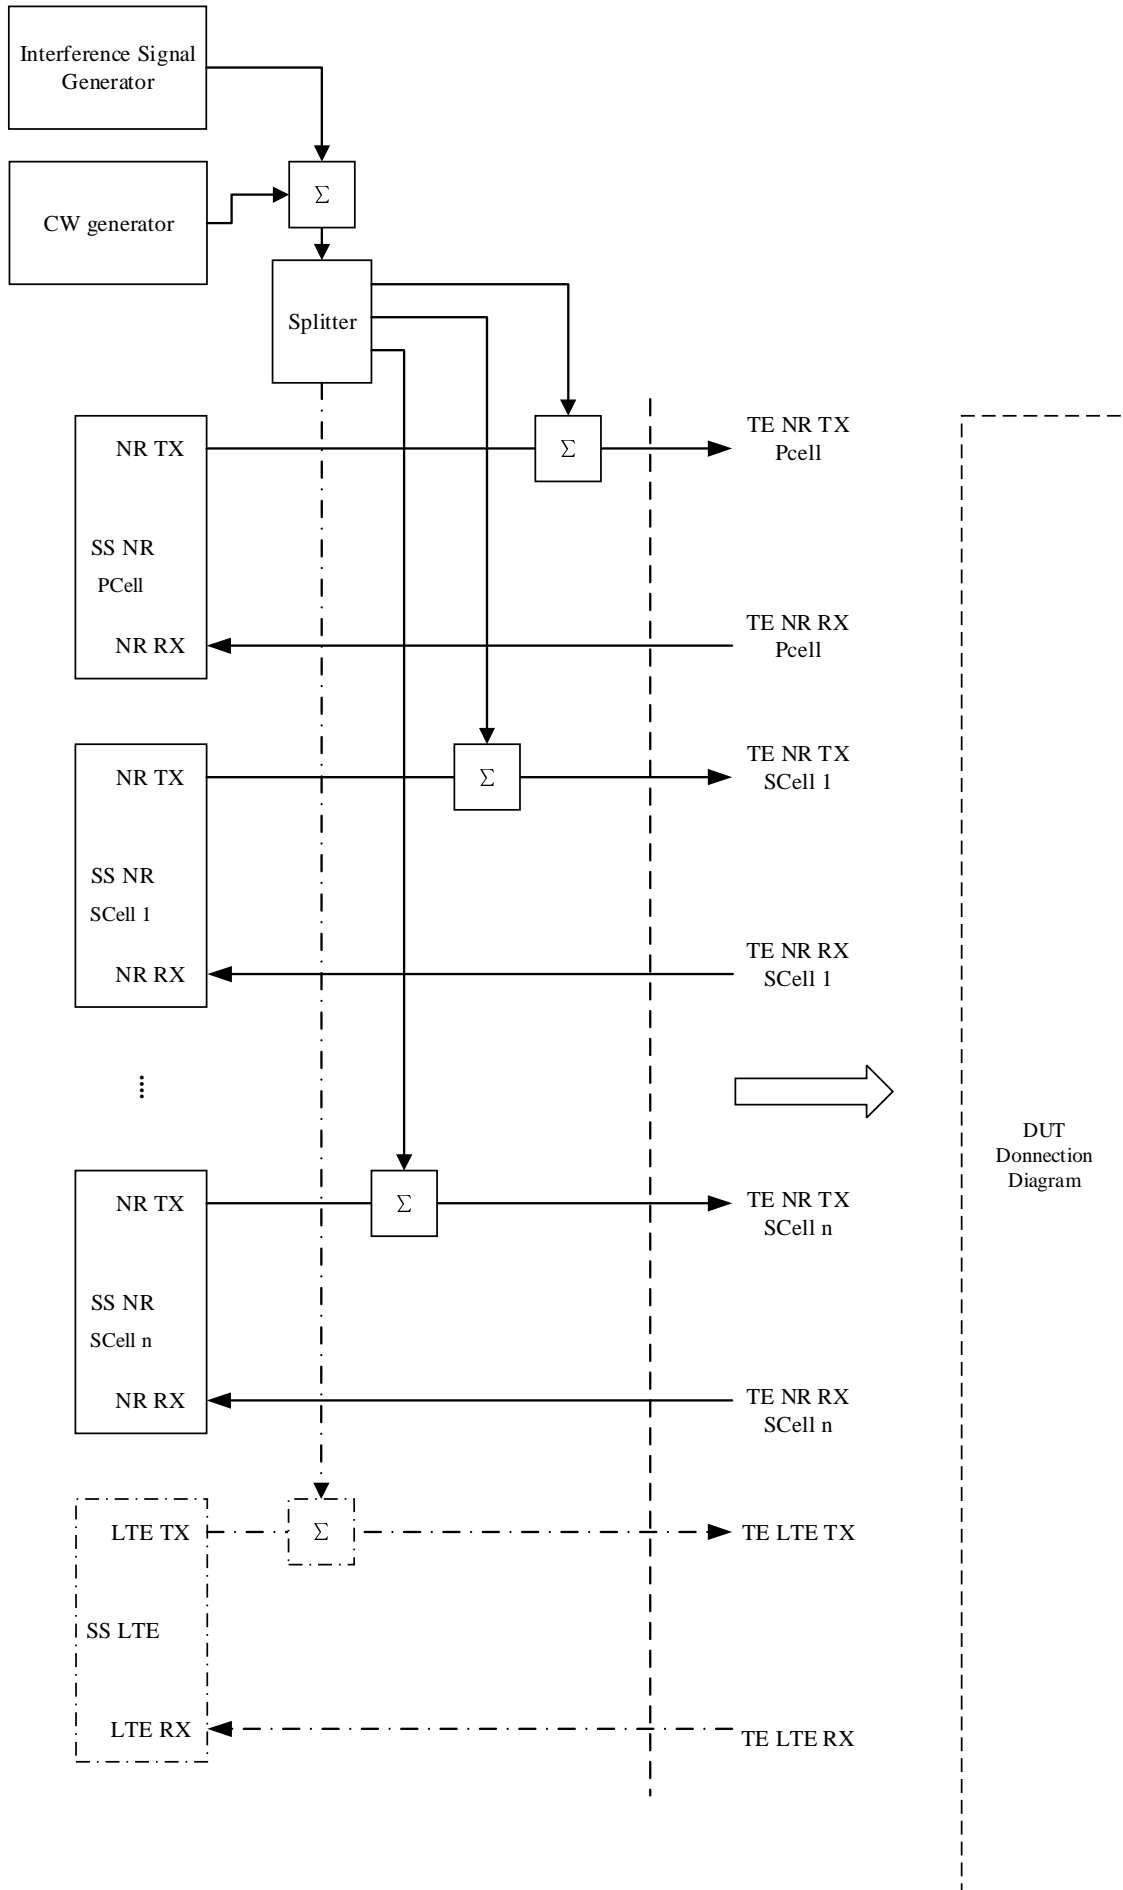 Interference Signal
Generator
CW generator
Σ
Splitter
NR TX
Σ
TE NR TX
Pcell
SS NR
PCell
NR RX
TE NR RX
Pcell
NR TX
Σ
TE NR TX
SCell 1
SS NR
SCell 1
NR RX
TE NR RX
SCell 1
DUT
Donnection
Diagram
NR TX
Σ
TE NR TX
SCell n
SS NR
SCell n
NR RX
TE NR RX
SCell n
LTE TX
Σ
TE LTE TX
SS LTE
LTE RX
TE LTE RX